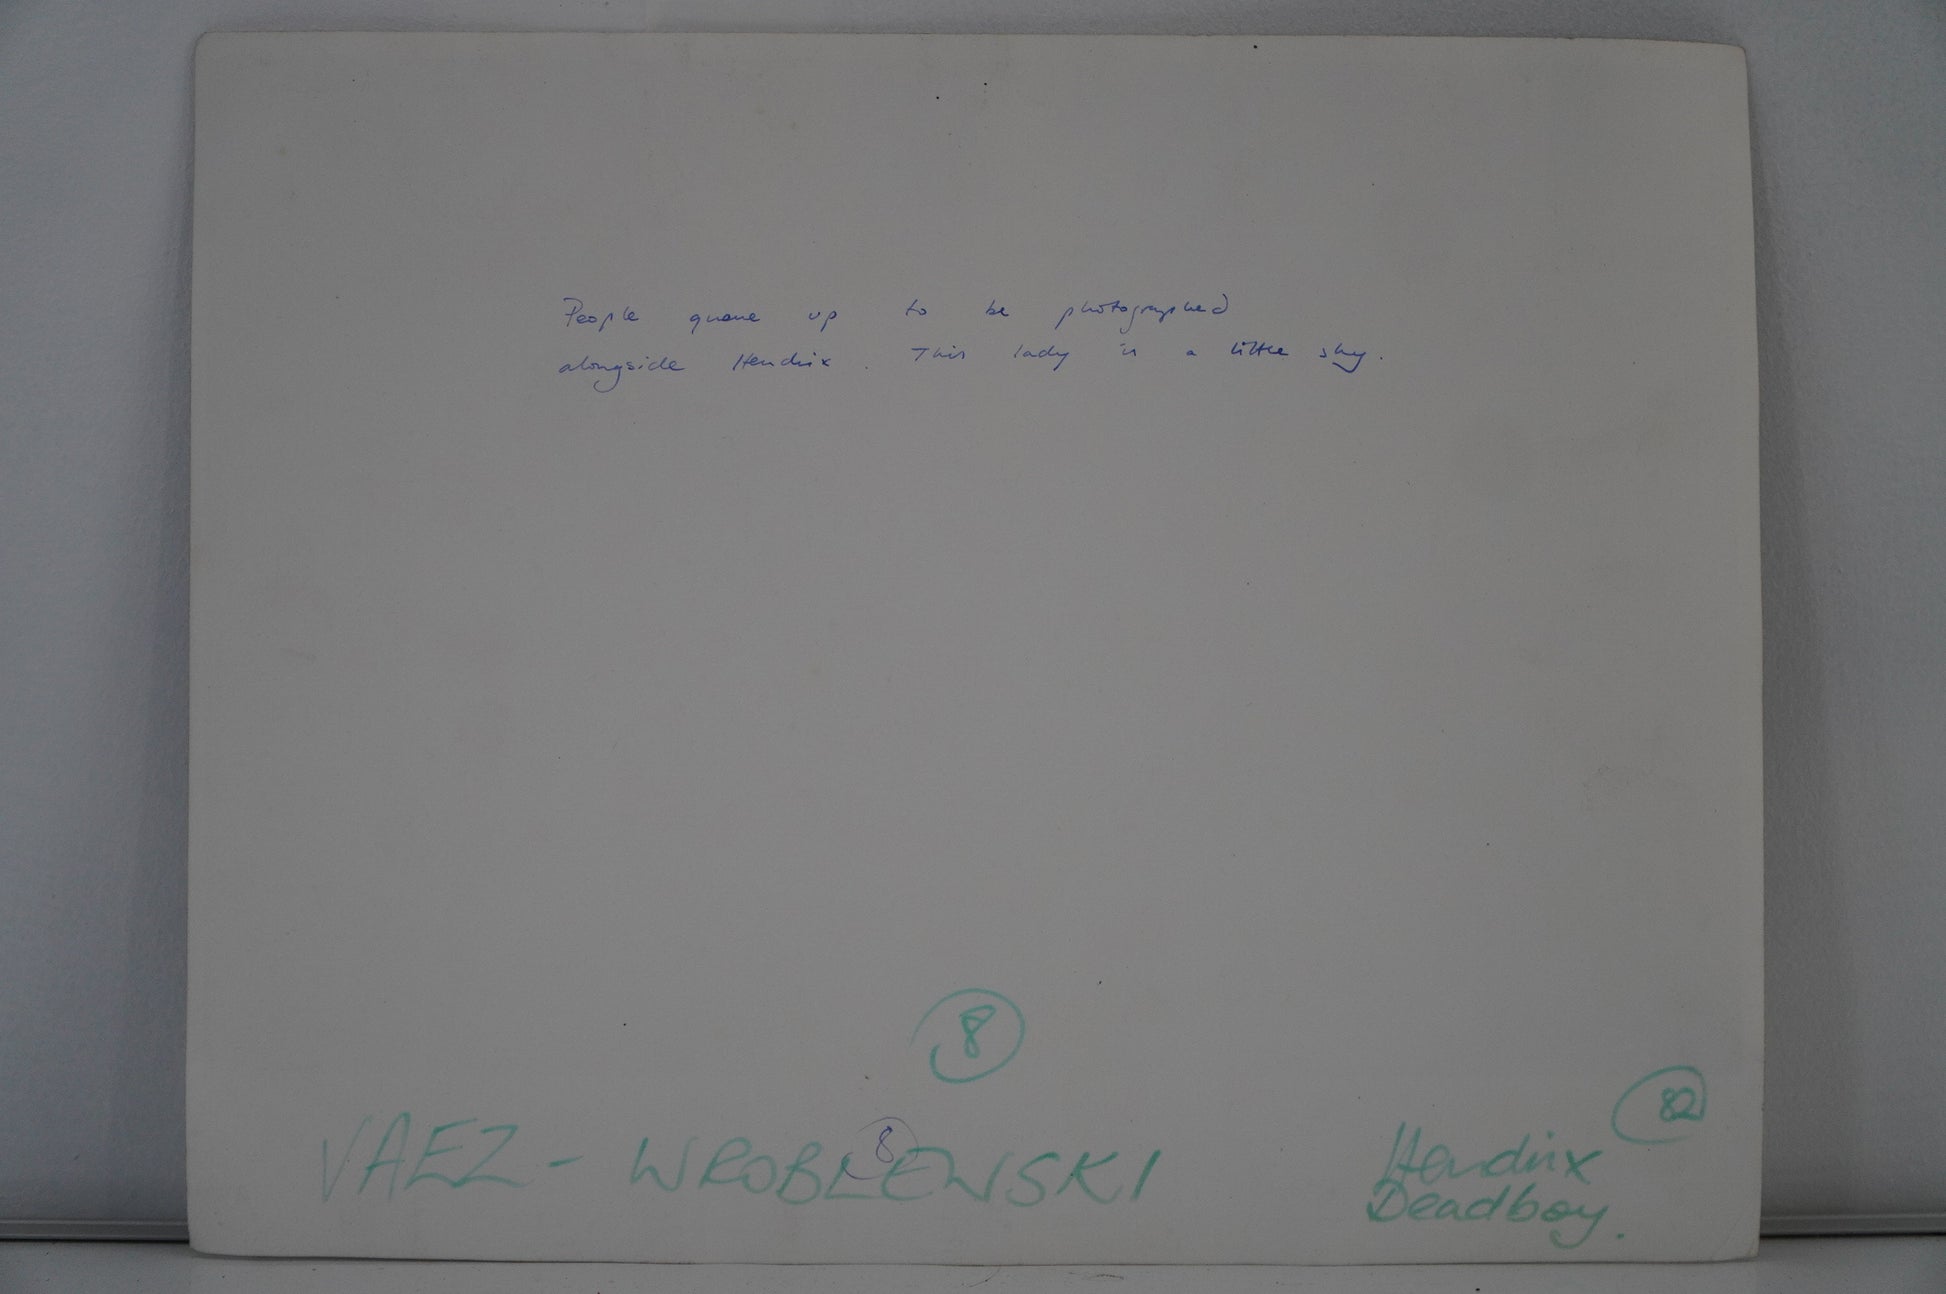 People queue up to be photographed
alongside Hendrix. This lady is a little shy.
8
82
8
VAEZ - WROBLEWSKI
Hendrix
Deadboy.